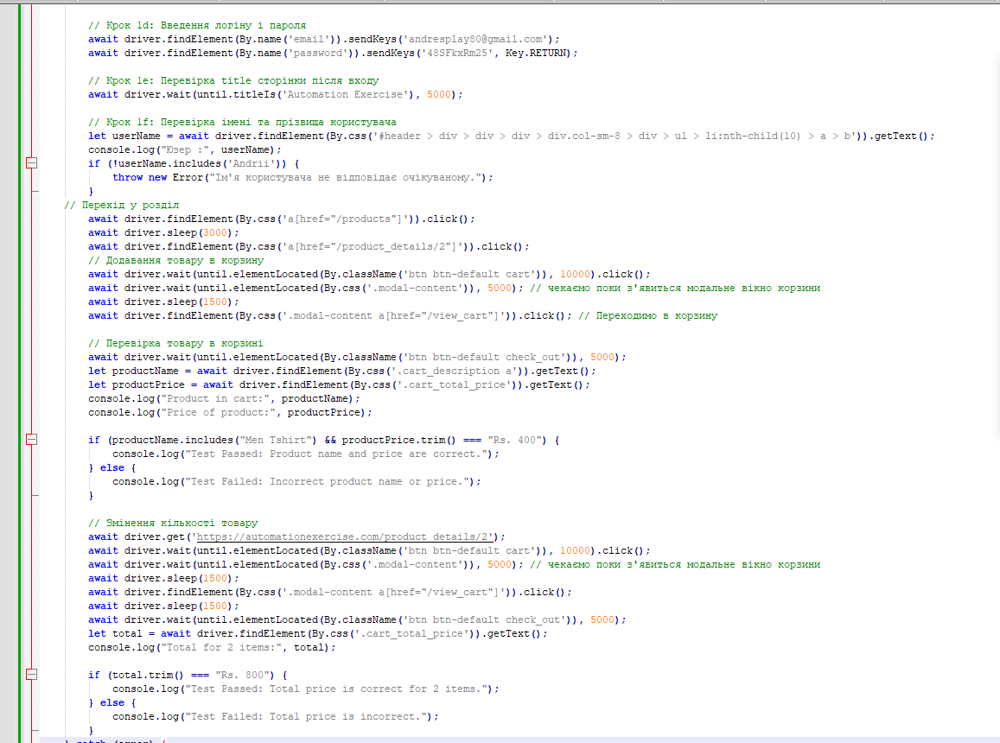 // Крок 1d: Введення логіну і пароля
await driver.findElement(By.name('email')).sendKeys('andresplay80@gmail.com');
await driver.findElement(By.name('password')).sendKeys('48SFkxRm25', Key.RETURN);
// Крок 1e: Перевірка title сторінки після входу
await driver.wait(until.titleIs('Automation Exercise'), 5000);
// Крок 1f: Перевірка імені та прізвища користувача
let userName = await driver.findElement(By.css('#header > div > div > div > div.col-sm-8 > div > ul > li:nth-child(10) > a > b')).getText();
console.log("Юзер :", userName);
if (!userName.includes('Andrii')) {
throw new Error("Ім'я користувача не відповідає очікуваному.");
}
// Перехід у розділ
await driver.findElement(By.css('a[href="/products"]')).click();
await driver.sleep(3000);
await driver.findElement(By.css('a[href="/product_details/2"]')).click();
// Додавання товару в корзину
await driver.wait(until.elementLocated(By.className('btn btn-default cart')), 10000).click();
await driver.wait(until.elementLocated(By.css('.modal-content')), 5000); // чекаємо поки з'явиться модальне вікно корзини
await driver.sleep(1500);
await driver.findElement(By.css('.modal-content a[href="/view_cart"]')).click(); // Переходимо в корзину
// Перевірка товару в корзині
await driver.wait(until.elementLocated(By.className('btn btn-default check_out')), 5000);
let productName = await driver.findElement(By.css('.cart_description a')).getText();
let productPrice = await driver.findElement(By.css('.cart_total_price')).getText();
console.log("Product in cart:", productName);
console.log("Price of product:", productPrice);
if (productName.includes("Men Tshirt") && productPrice.trim() === "Rs. 400") {
console.log("Test Passed: Product name and price are correct.");
} else {
console.log("Test Failed: Incorrect product name or price.");
}
// Змінення кількості товару
await driver.get('https://automationexercise.com/product_details/2');
await driver.wait(until.elementLocated(By.className('btn btn-default cart')), 10000).click();
await driver.wait(until.elementLocated(By.css('.modal-content')), 5000); // чекаємо поки з'явиться модальне вікно корзини
await driver.sleep(1500);
await driver.findElement(By.css('.modal-content a[href="/view_cart"]')).click();
await driver.sleep(1500);
await driver.wait(until.elementLocated(By.className('btn btn-default check_out')), 5000);
let total = await driver.findElement(By.css('.cart_total_price')).getText();
console.log("Total for 2 items:", total);
if (total.trim() === "Rs. 800") {
console.log("Test Passed: Total price is correct for 2 items.");
} else {
console.log("Test Failed: Total price is incorrect.");
}
} catch (error) {